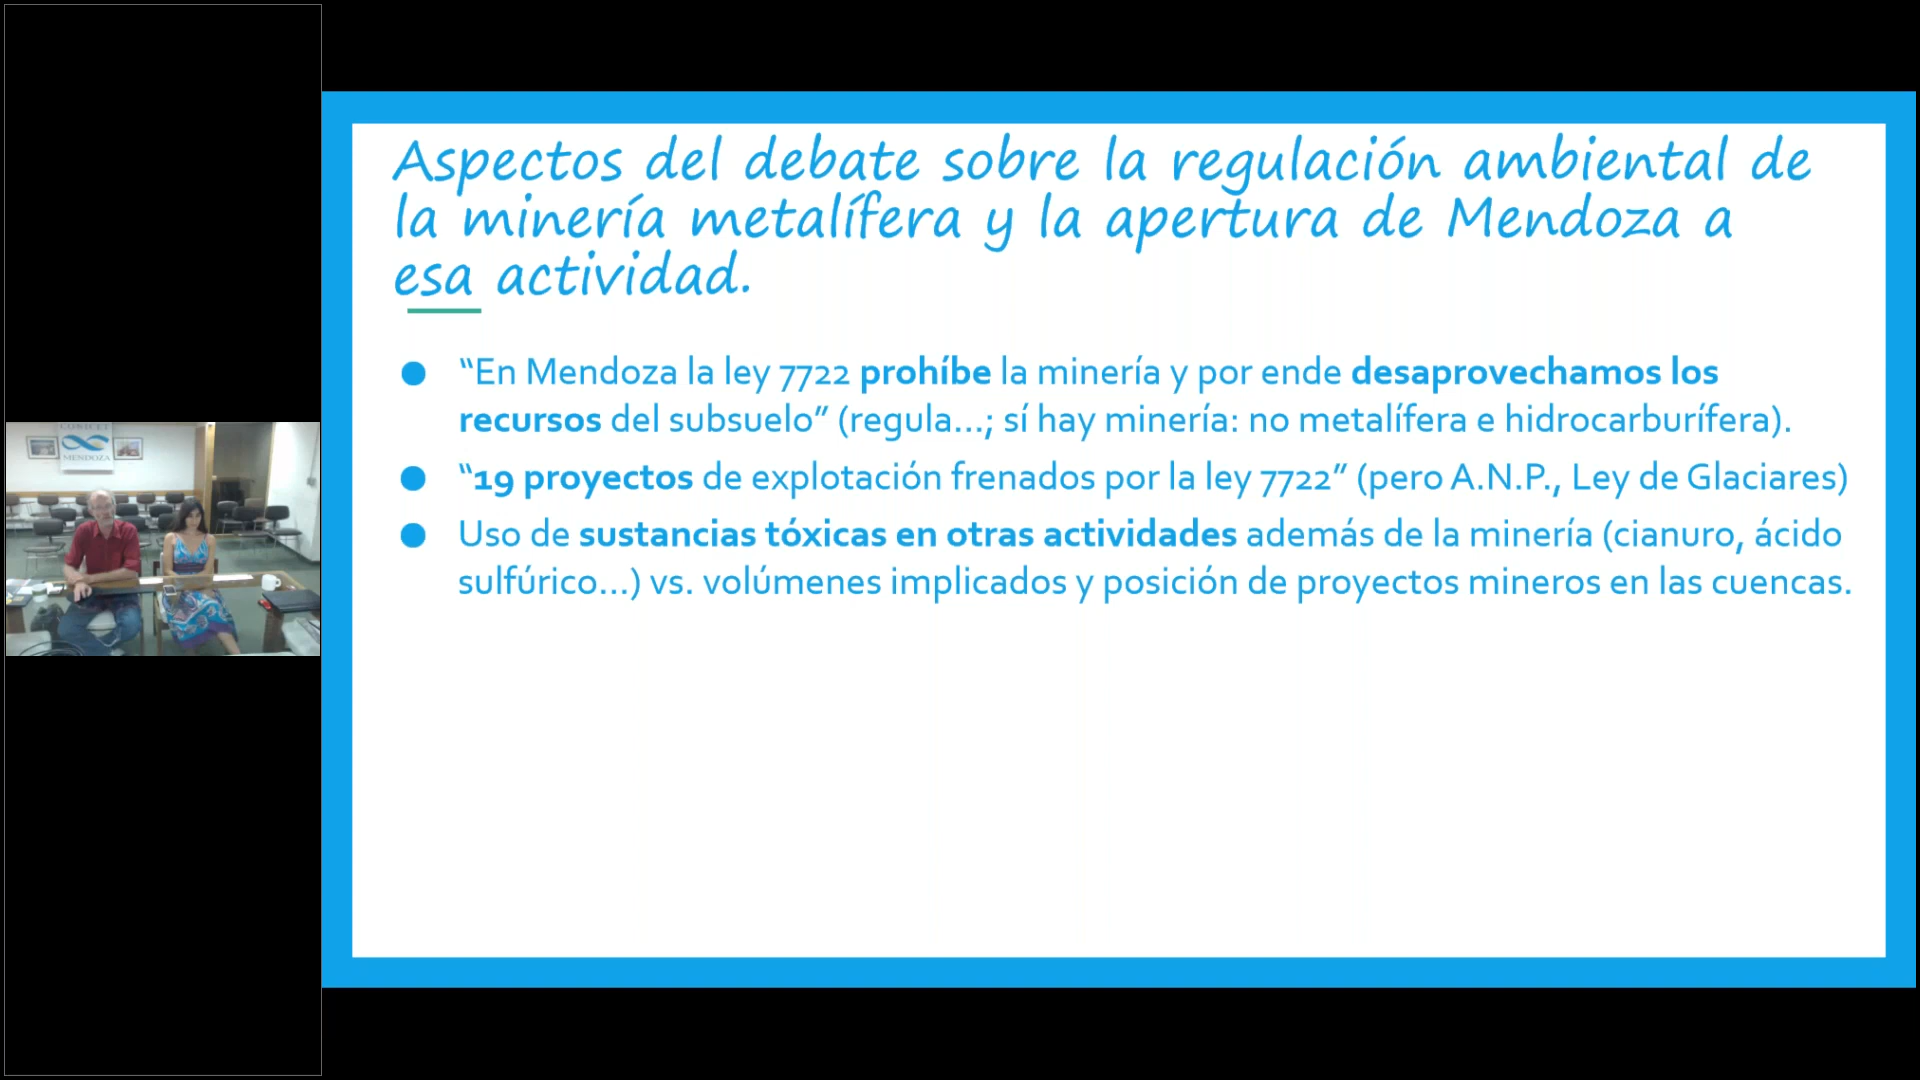 Aspectos del debate sobre la regulación ambiental de
la minería metalífera y la apertura de Mendoza a
esa actividad.
● “En Mendoza la ley 7722 prohíbe la minería y por ende desaprovechamos los
recursos del subsuelo” (regula...; sí hay minería: no metalífera e hidrocarburífera).
● “19 proyectos de explotación frenados por la ley 7722” (pero A.N.P., Ley de Glaciares)
● Uso de sustancias tóxicas en otras actividades además de la minería (cianuro, ácido
sulfúrico...) vs. volúmenes implicados y posición de proyectos mineros en las cuencas.
CONICET
MENDOZA